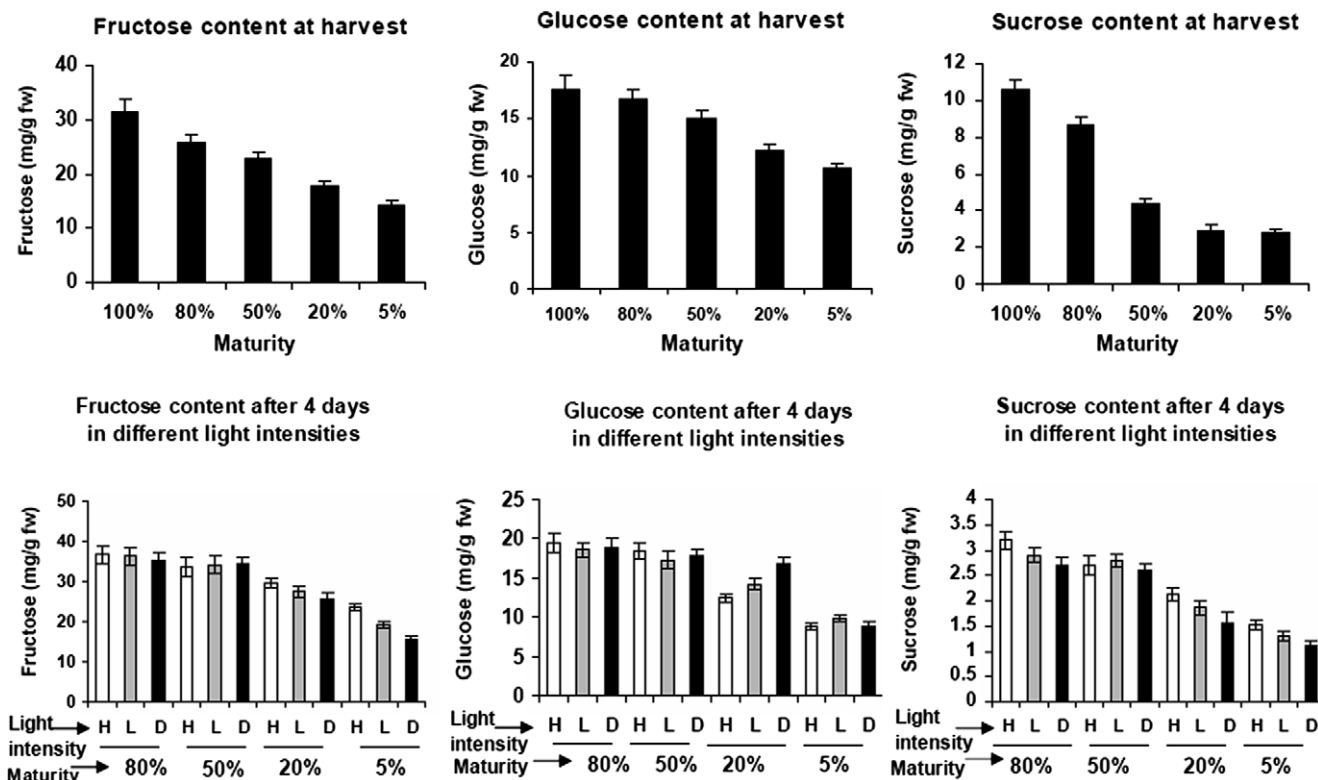 Fructose content at harvest
Fructose (mg/g fw)
40
30
20
10
0
100% 80% 50% 20% 5%
Maturity
Glucose content at harvest
Glucose (mg/g fw)
20
15
10
5
0
100% 80% 50% 20% 5%
Maturity
Sucrose content at harvest
Sucrose (mg/g fw)
12
10
8
6
4
2
0
100% 80% 50% 20% 5%
Maturity
Fructose content after 4 days
in different light intensities
Fructose (mg/g fw)
50
40
30
20
10
0
Light
intensity
H L D H L D H L D H L D
Maturity
80% 50% 20% 5%
Glucose content after 4 days
in different light intensities
Glucose (mg/g fw)
25
20
15
10
5
0
Light
intensity
H L D H L D H L D H L D
Maturity
80% 50% 20% 5%
Sucrose content after 4 days
in different light intensities
Sucrose (mg/g fw)
4
3.5
3
2.5
2
1.5
1
0.5
0
Light
intensity
H L D H L D H L D H L D
Maturity
80% 50% 20% 5%